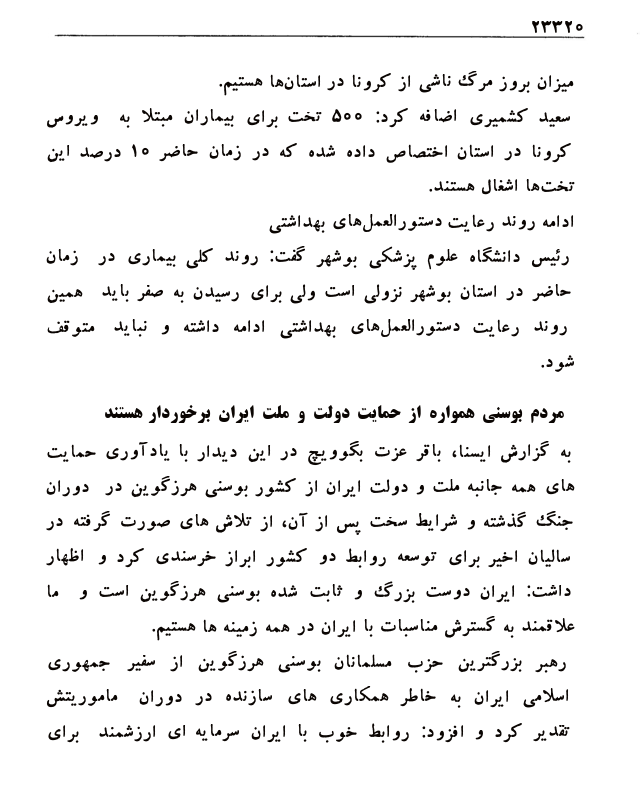 ۲۳۳۲۰
میزان بروز مرگ ناشی از کرونا در استان‌ها هستیم.
سعید کشمیری اضافه کرد: ۵۰۰ تخت برای بیماران مبتلا به ویروس
کرونا در استان اختصاص داده شده که در زمان حاضر ۱۰ درصد این
تخت‌ها اشغال هستند.
ادامه روند رعایت دستورالعمل‌های بهداشتی
رئیس دانشگاه علوم پزشکی بوشهر گفت: روند کلی بیماری در زمان
حاضر در استان بوشهر نزولی است ولی برای رسیدن به صفر باید همین
روند رعایت دستورالعمل‌های بهداشتی ادامه داشته و نباید متوقف
شود.
مردم بوسنی همواره از حمایت دولت و ملت ایران برخوردار هستند
به گزارش ایسنا، باقر عزت بگوویچ در این دیدار با یادآوری حمایت
های همه جانبه ملت و دولت ایران از کشور بوسنی هرزگوین در دوران
جنگ گذشته و شرایط سخت پس از آن، از تلاش های صورت گرفته در
سالیان اخیر برای توسعه روابط دو کشور ابراز خرسندی کرد و اظهار
داشت: ایران دوست بزرگ و ثابت شده بوسنی هرزگوین است و ما
علاقمند به گسترش مناسبات با ایران در همه زمینه ها هستیم.
رهبر بزرگترین حزب مسلمانان بوسنی هرزگوین از سفیر جمهوری
اسلامی ایران به خاطر همکاری های سازنده در دوران ماموریتش
تقدیر کرد و افزود: روابط خوب با ایران سرمایه ای ارزشمند برای